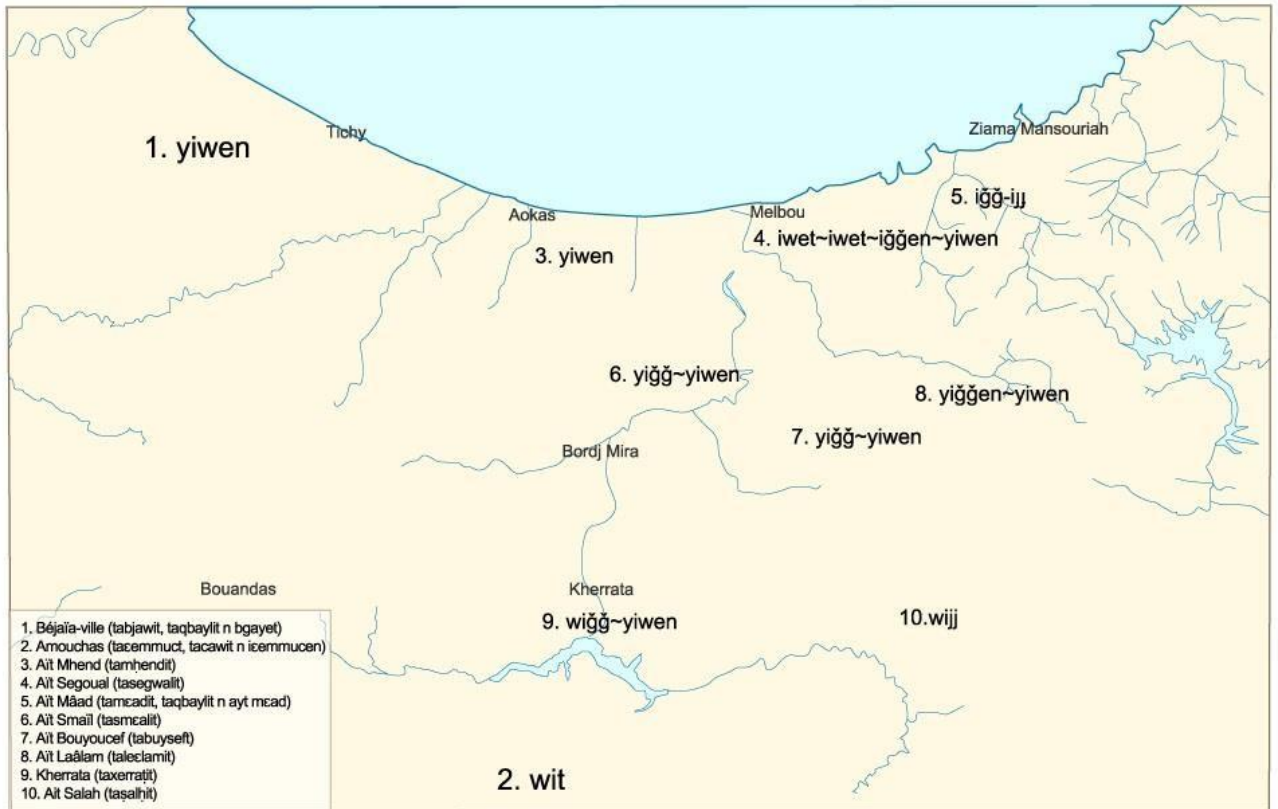 Tichy
Ziama Mansouriah
1. yiwen
5. iğğ-ijj
Aokas
Melbou
4. iwet~iwet~iğğen~yiwen
3. yiwen
6. yiğğ~yiwen
8. yiğğen~yiwen
7. yiğğ~yiwen
Bordj Mira
Bouandas
Kherrata
9. wiğğ~yiwen
10.wijj
2. wit
1. Béjaïa-ville (tabjawit, taqbaylit n bgayet)
2. Amouchas (taɛemmuct, tacawit n iɛemmucen)
3. Aït Mhend (tamḥendit)
4. Aït Segoual (tasegwalit)
5. Aït Mâad (tamɛadit, taqbaylit n ayt mɛad)
6. Aït Smaïl (tasmɛalit)
7. Aït Bouyoucef (tabuyseft)
8. Aït Laâlam (taleɛlamit)
9. Kherrata (taxerraṭit)
10. Ait Salah (taṣalḥit)